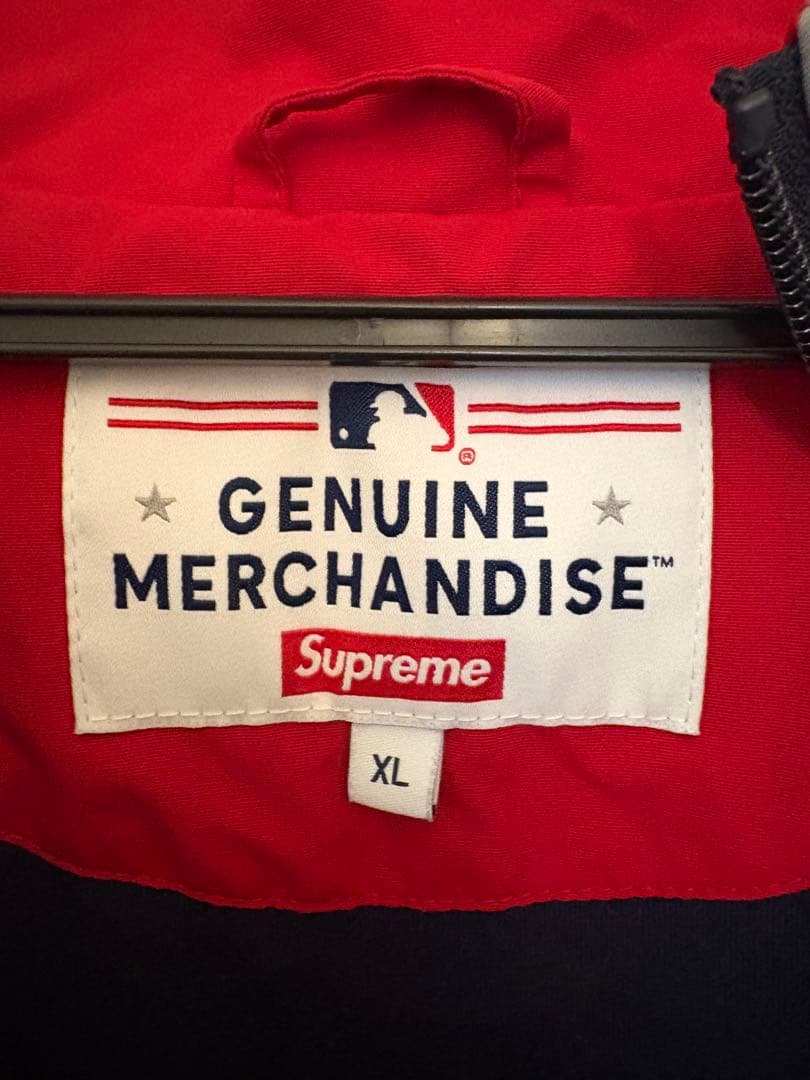 ®
GENUINE
MERCHANDISE™
Supreme
XL